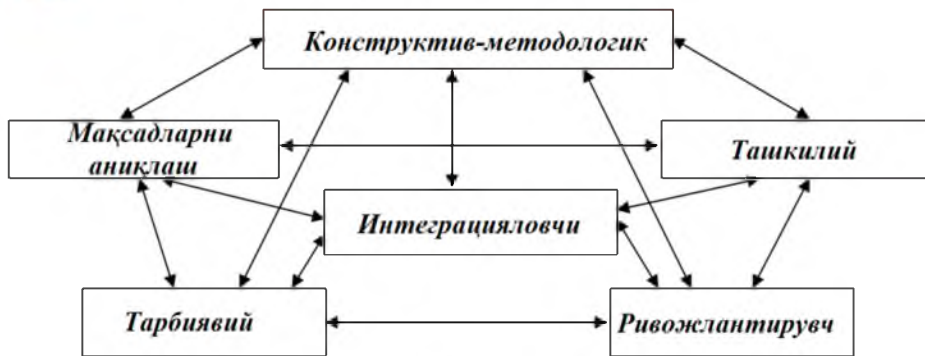 Конструктив-методологик
Мақсадларни
аниқлаш
Ташкилий
Интеграцияловчи
Тарбиявий
Ривожлантирувч